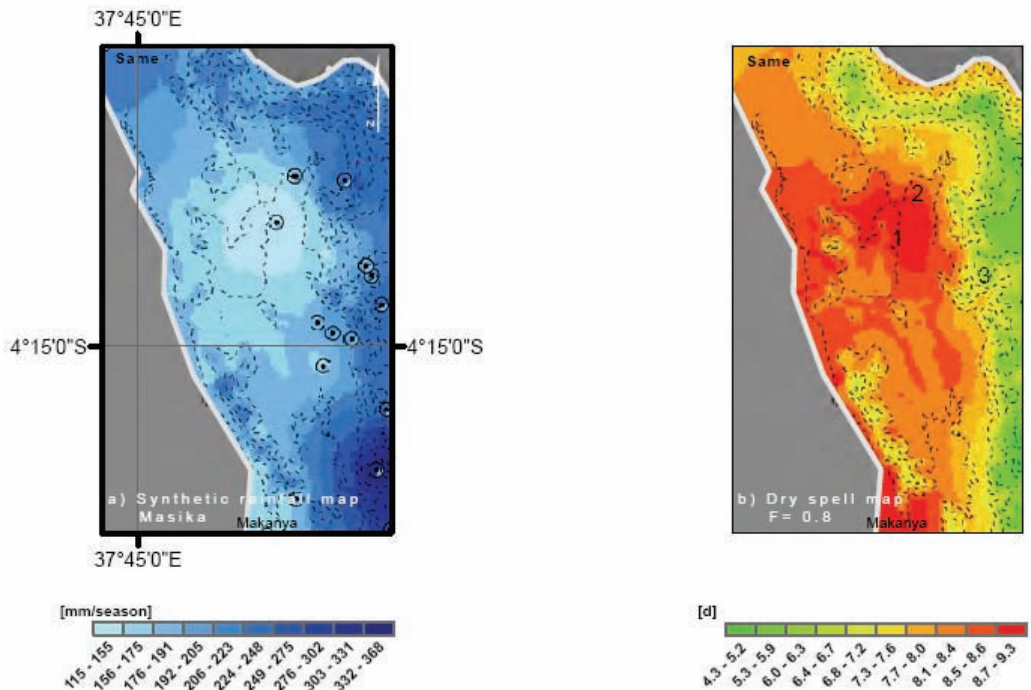 37°45'0"E
Same
z
4°15'0"S
4°15'0"S
a) Synthetic rainfall map
Masika
Makanya
37°45'0"E
[mm/season]
115 - 155
156 - 175
176 - 191
192 - 205
206 - 223
224 - 248
249 - 275
276 - 302
303 - 331
332 - 368
Same
2
1
3
b) Dry spell map
F= 0.8
Makanya
[d]
4.3 - 5.2
5.3 - 5.9
6.0 - 6.3
6.4 - 6.7
6.8 - 7.2
7.3 - 7.6
7.7 - 8.0
8.1 - 8.4
8.5 - 8.6
8.7 - 9.3